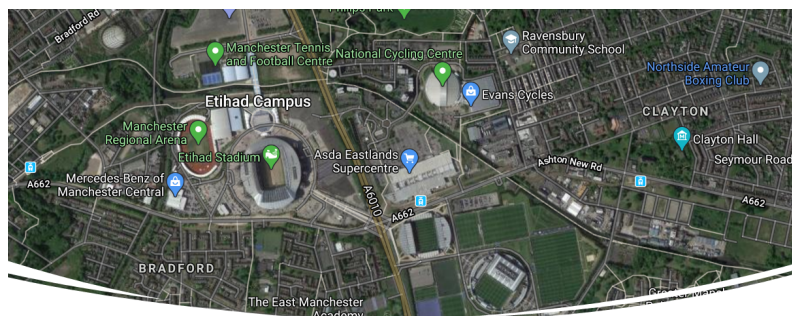 Philips Park
Bradford Rd
Manchester Tennis
and Football Centre
National Cycling Centre
Ravensbury
Community School
Northside Amateur
Boxing Club
Evans Cycles
Etihad Campus
CLAYTON
Manchester
Regional Arena
Clayton Hall
Etihad Stadium
Asda Eastlands
Supercentre
Seymour Road
Ashton New Rd
A662
Mercedes-Benz of
Manchester Central
A6010
A662
A662
BRADFORD
The East Manchester
Academy